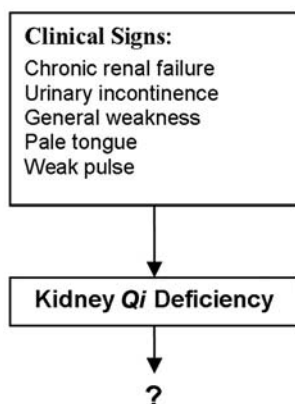 Clinical Signs:
Chronic renal failure
Urinary incontinence
General weakness
Pale tongue
Weak pulse
Kidney Qi Deficiency
?